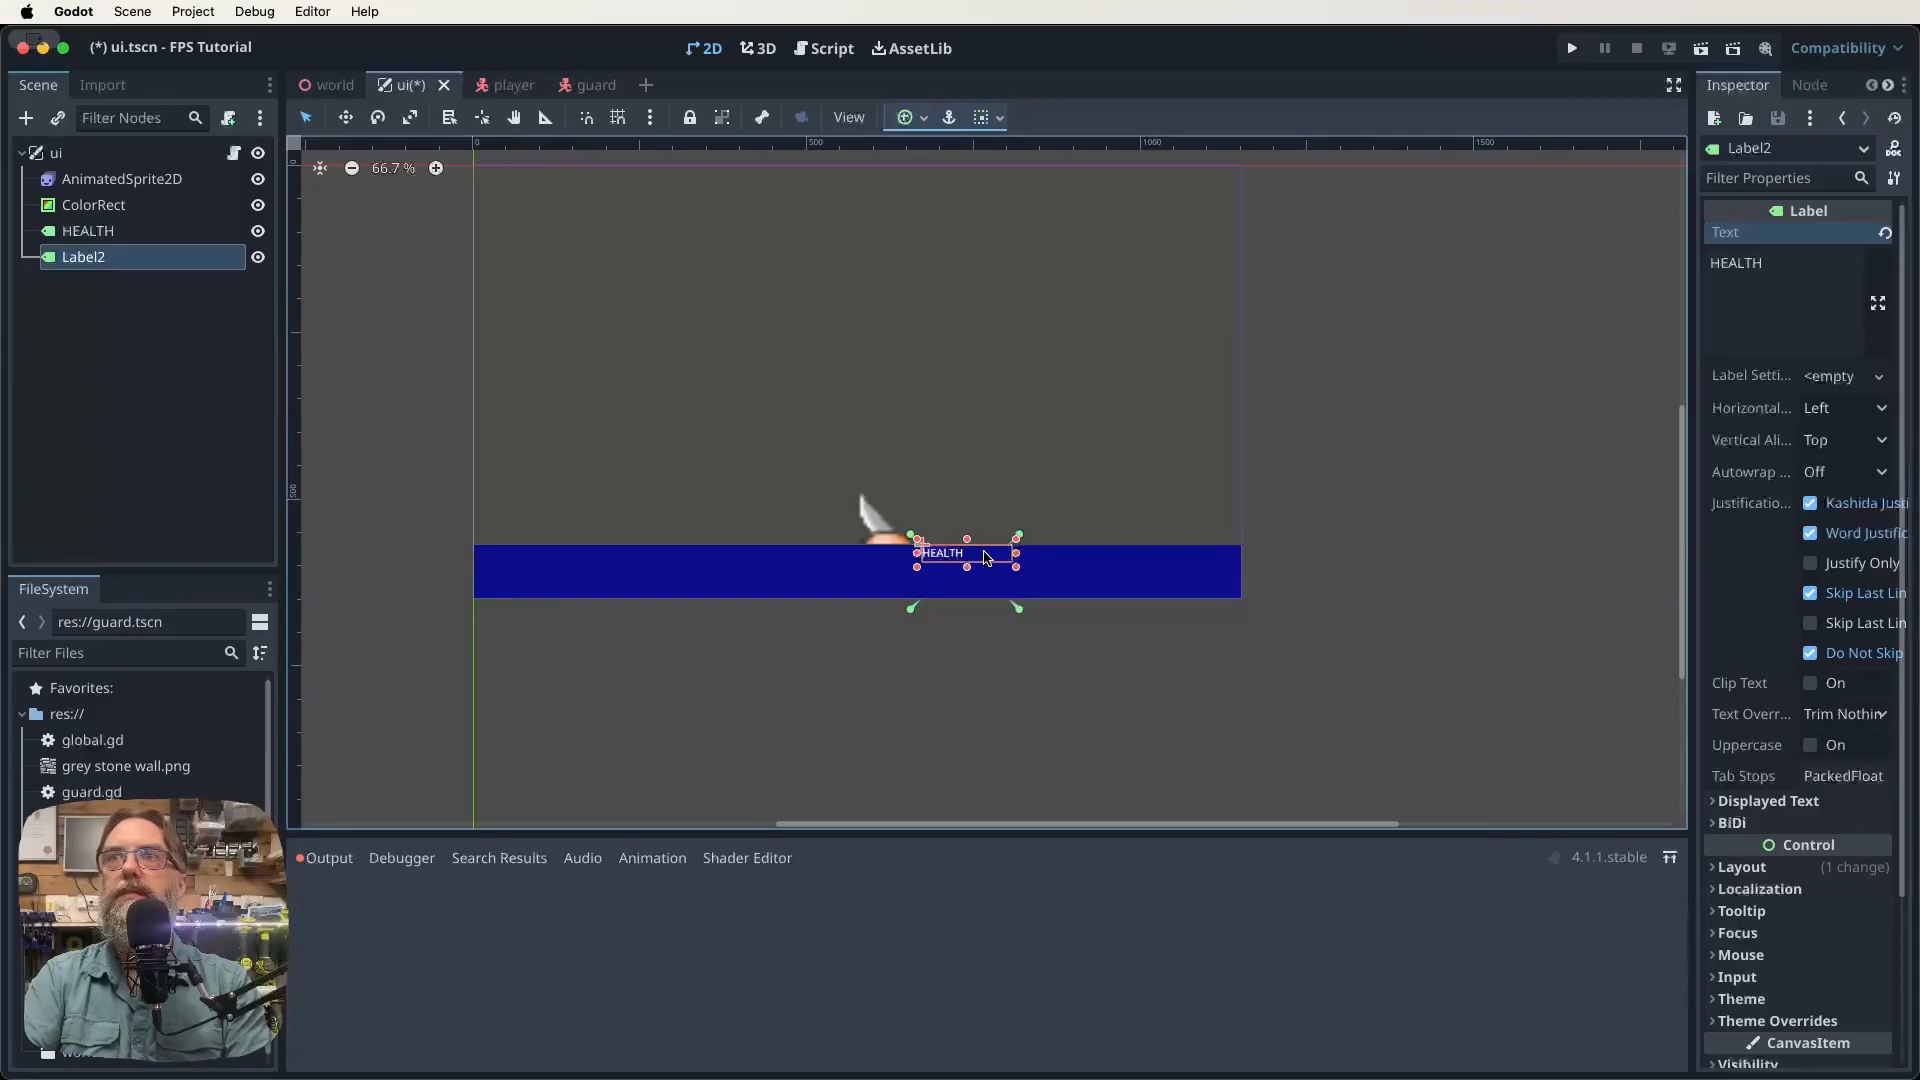 Godot Scene Project Debug Editor Help
(*) ui.tscn - FPS Tutorial
2D 3D Script AssetLib
Compatibility
Scene Import
world ui(*) player guard
Inspector Node
Filter Nodes
View
ui
AnimatedSprite2D
ColorRect
HEALTH
Label2
0 500 1000 1500
66.7 %
500
HEALTH
Label2
Filter Properties
Label
Text
HEALTH
Label Setti... <empty
Horizontal... Left
Vertical Ali... Top
Autowrap ... Off
Justificatio... Kashida Justi
Word Justific
Justify Only
Skip Last Lin
Skip Last Lin
Do Not Skip
Clip Text On
Text Overr... Trim Nothin
Uppercase On
Tab Stops PackedFloat
Displayed Text
BiDi
Control
Layout (1 change)
Localization
Tooltip
Focus
Mouse
Input
Theme
Theme Overrides
CanvasItem
Visibility
FileSystem
res://guard.tscn
Filter Files
Favorites:
res://
global.gd
grey stone wall.png
guard.gd
Output Debugger Search Results Audio Animation Shader Editor
4.1.1.stable